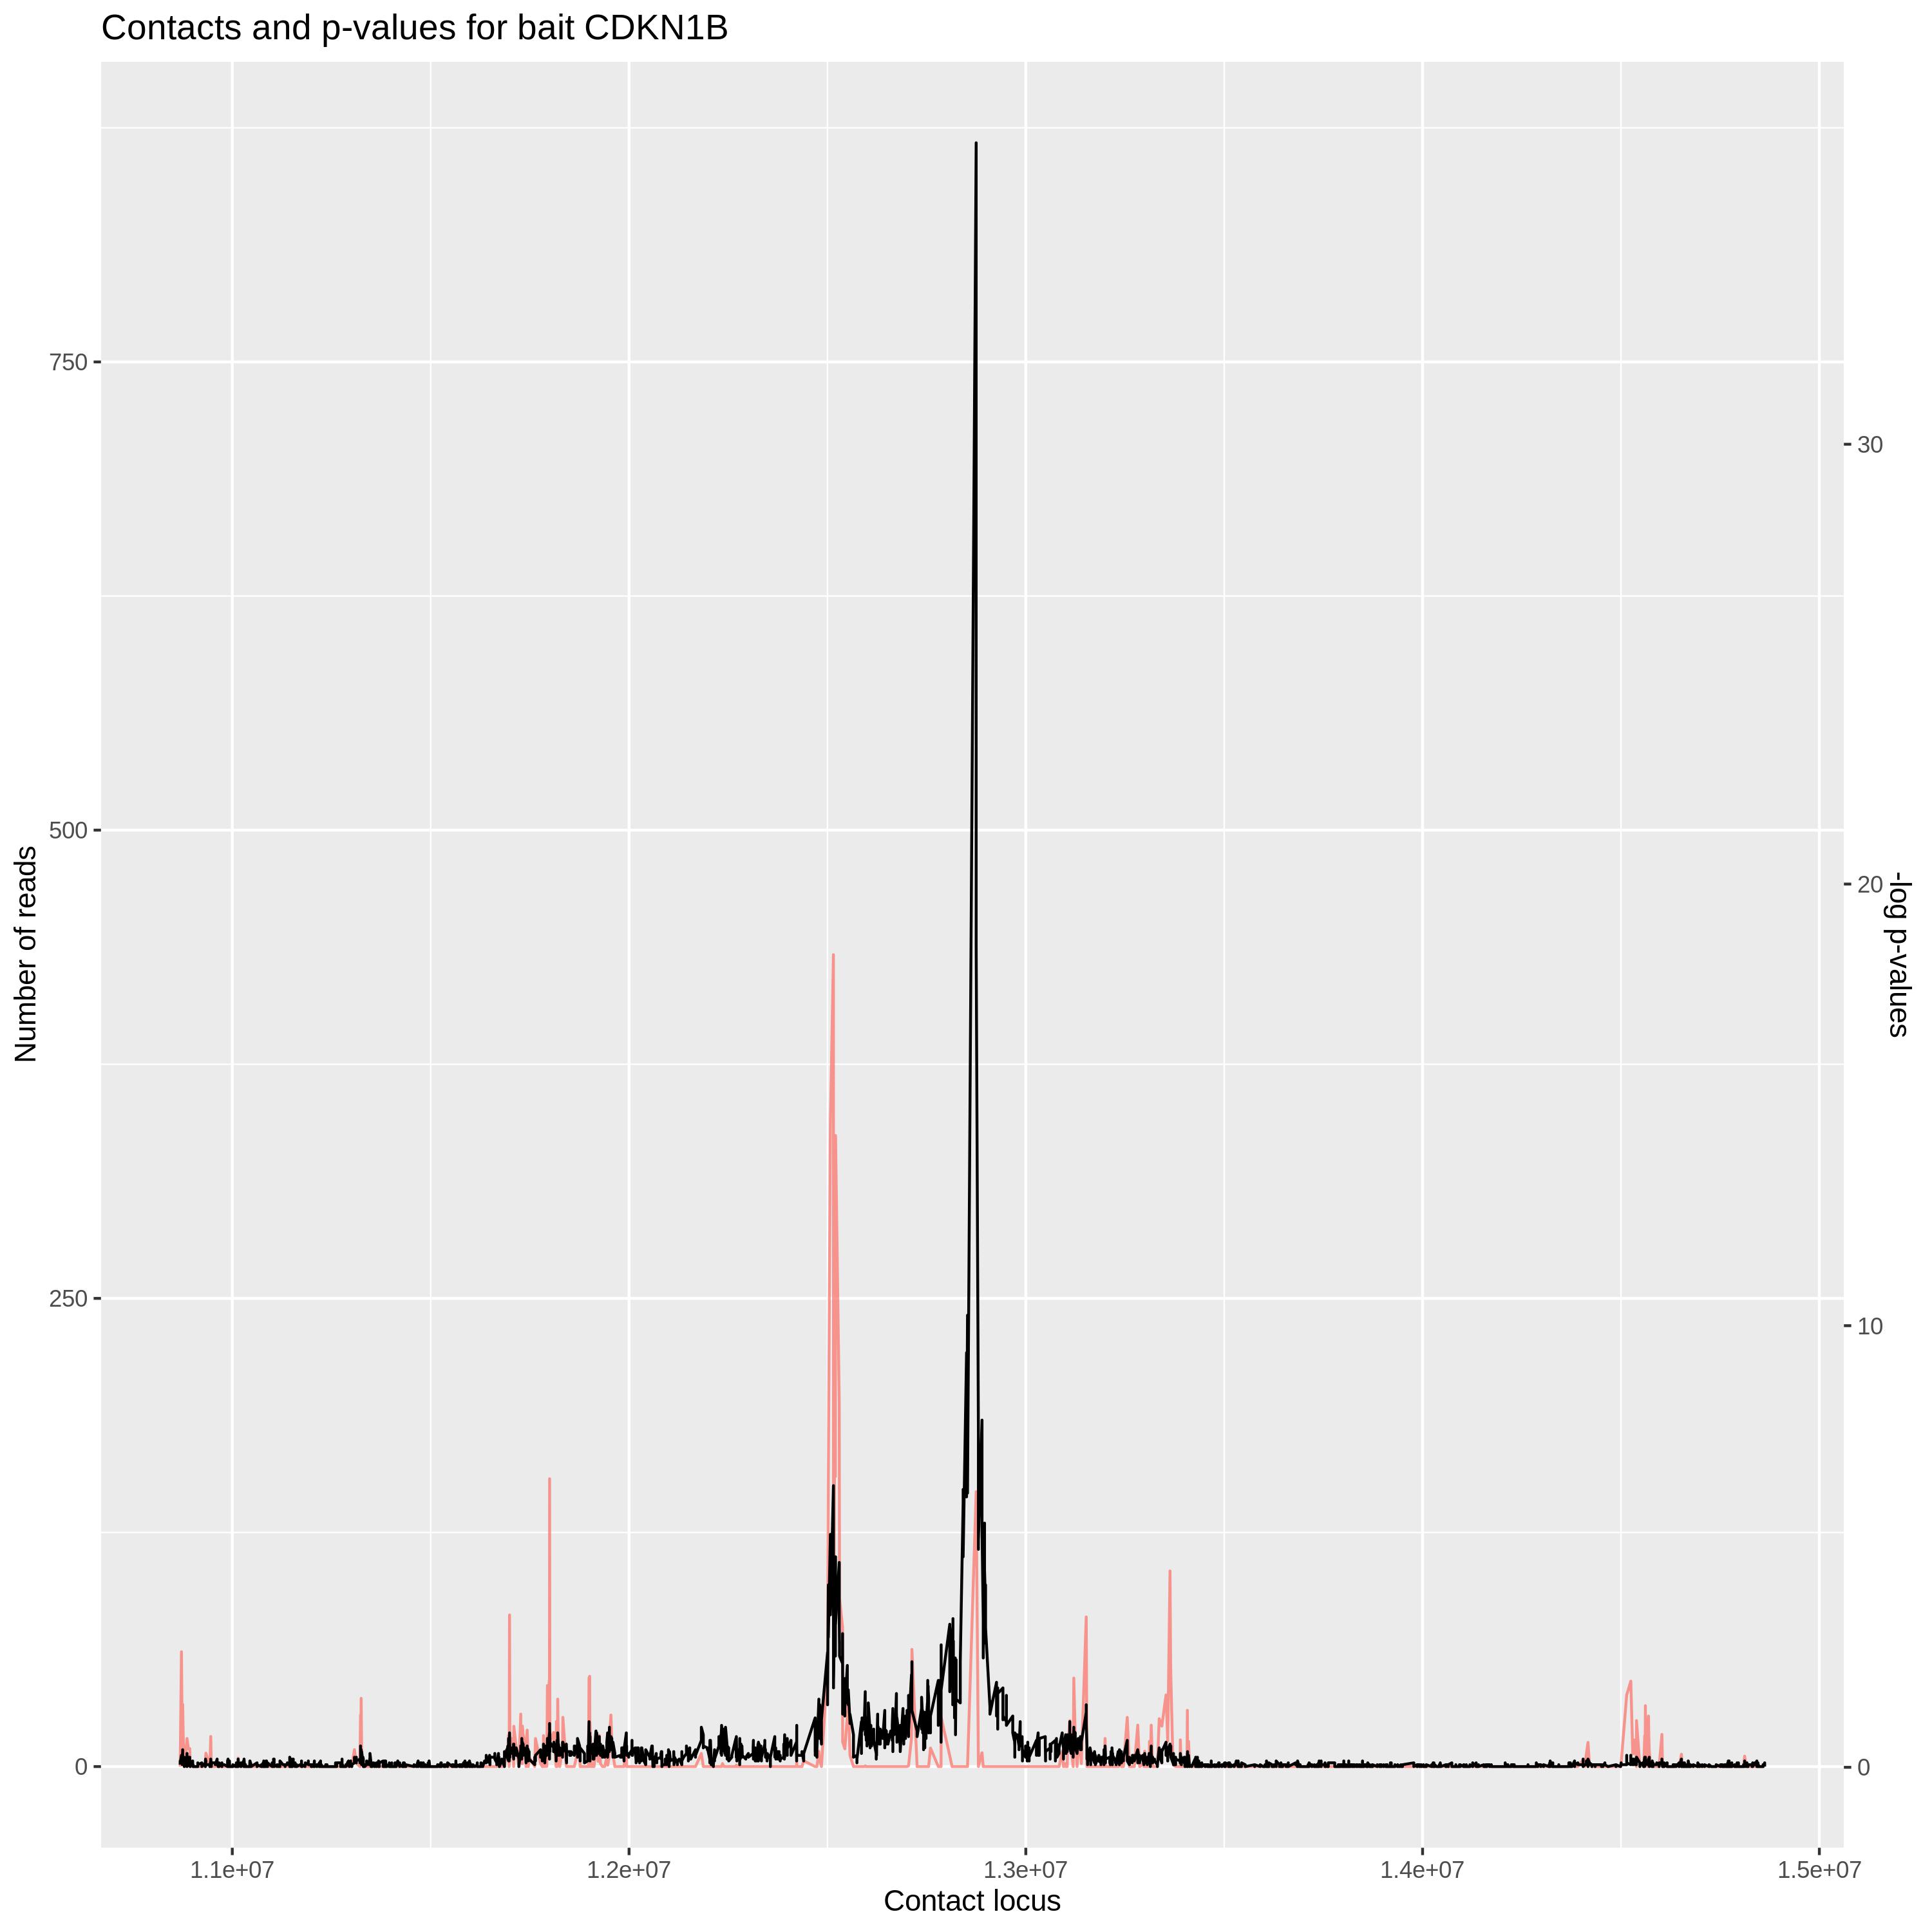 Contacts and p-values for bait CDKN1B
Number of reads
750
500
250
0
30
20
10
0
-log p-values
1.1e+07
1.2e+07
1.3e+07
1.4e+07
1.5e+07
Contact locus